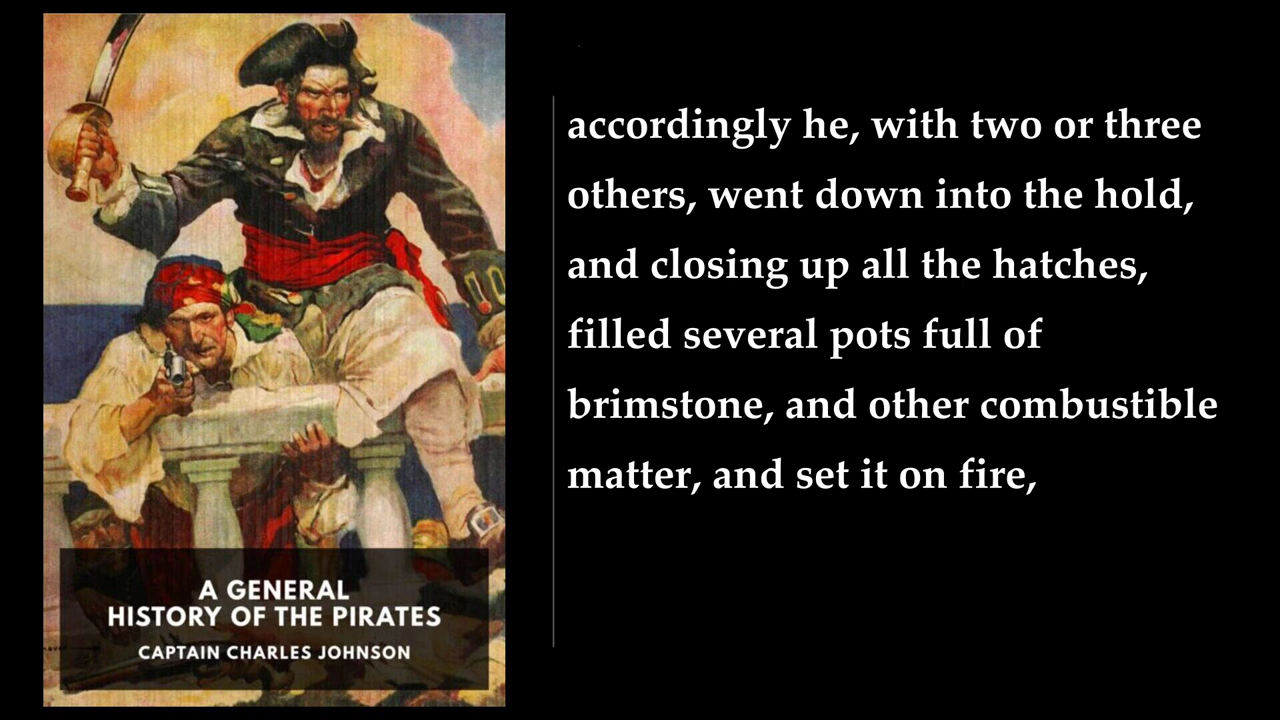 accordingly he, with two or three
others, went down into the hold,
and closing up all the hatches,
filled several pots full of
brimstone, and other combustible
matter, and set it on fire,
A GENERAL
HISTORY OF THE PIRATES
CAPTAIN CHARLES JOHNSON